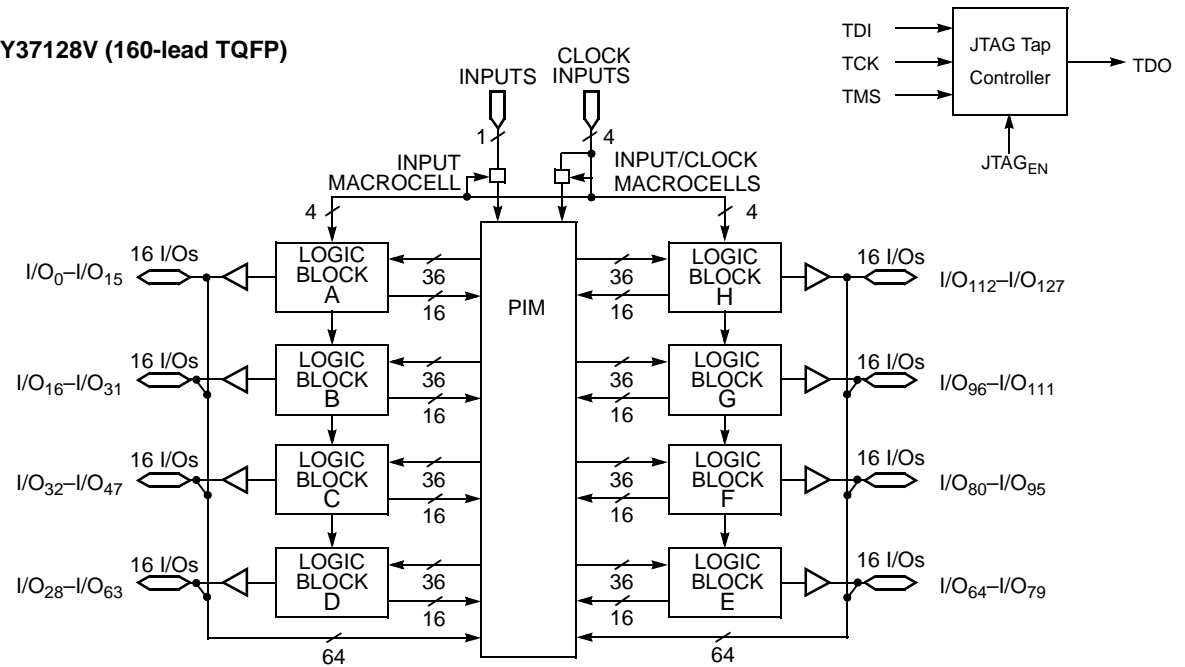 Y37128V (160-lead TQFP)
TDI
TCK
TMS
JTAG Tap
Controller
TDO
JTAG_EN
INPUTS
CLOCK
INPUTS
1
4
INPUT
MACROCELL
INPUT/CLOCK
MACROCELLS
4
4
I/O0–I/O15
16 I/Os
LOGIC
BLOCK
A
36
16
PIM
36
16
LOGIC
BLOCK
H
16 I/Os
I/O112–I/O127
I/O16–I/O31
16 I/Os
LOGIC
BLOCK
B
36
16
36
16
LOGIC
BLOCK
G
16 I/Os
I/O96–I/O111
I/O32–I/O47
16 I/Os
LOGIC
BLOCK
C
36
16
36
16
LOGIC
BLOCK
F
16 I/Os
I/O80–I/O95
I/O28–I/O63
16 I/Os
LOGIC
BLOCK
D
36
16
36
16
LOGIC
BLOCK
E
16 I/Os
I/O64–I/O79
64
64